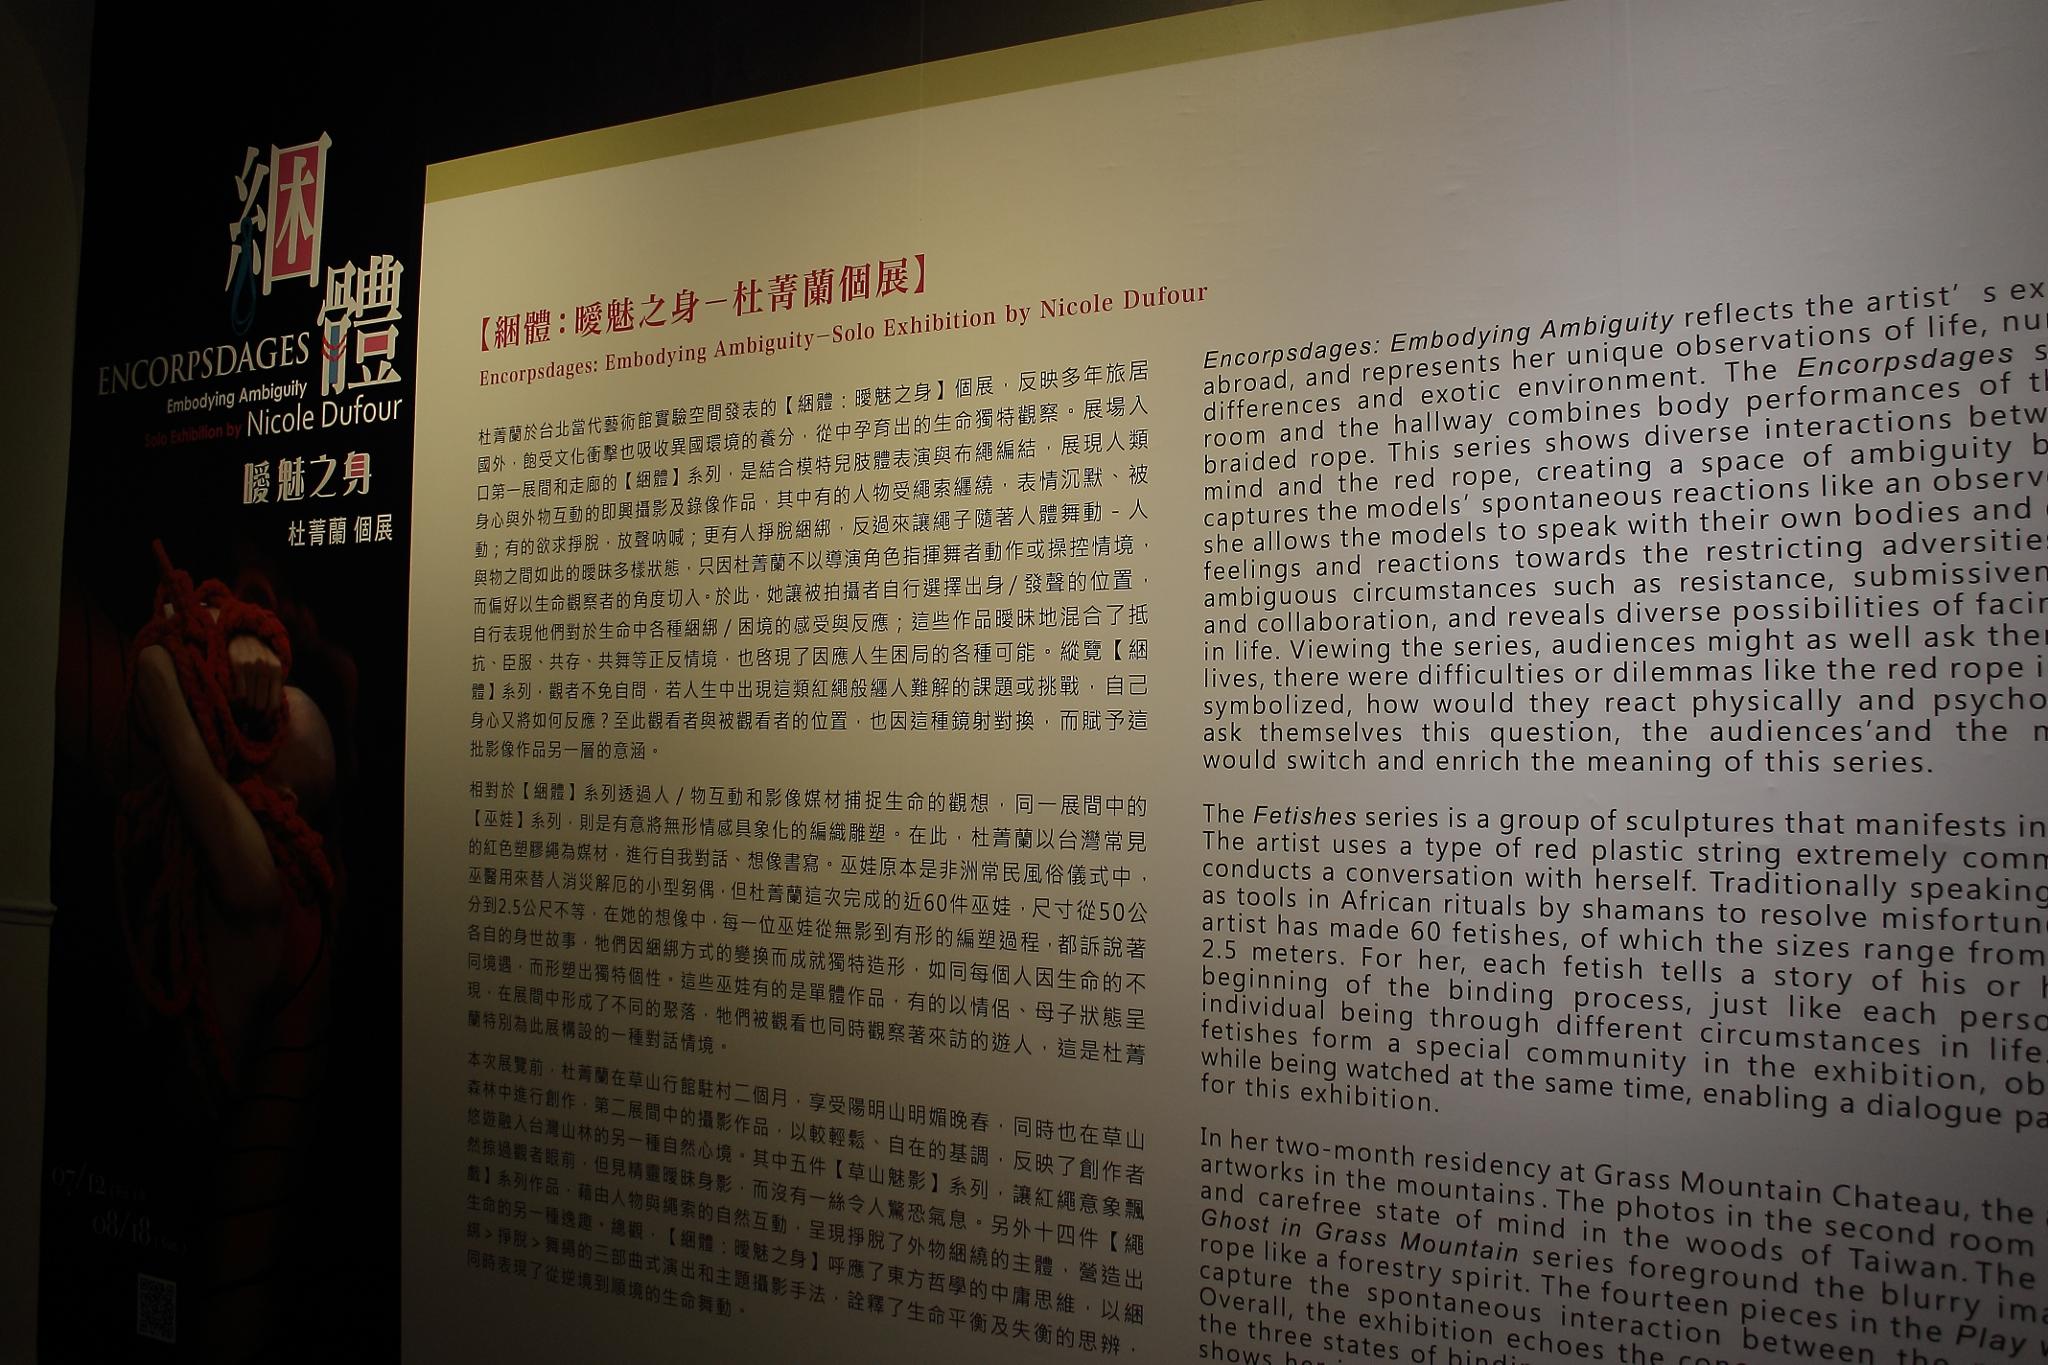 綑
體
ENCORPSDAGES
Embodying Ambiguity
Solo Exhibition by Nicole Dufour
曖魅之身
杜菁蘭 個展
07/12
08/18
【綑體：曖魅之身－杜菁蘭個展】
Encorpsdages: Embodying Ambiguity－Solo Exhibition by Nicole Dufour
杜菁蘭於台北當代藝術館實驗空間發表的【綑體：曖魅之身】個展，反映多年旅居
國外，飽受文化衝擊也吸收異國環境的養分，從中孕育出的生命獨特觀察。展場入
口第一展間和走廊的【綑體】系列，是結合模特兒肢體表演與布繩編結，展現人類
身心與外物互動的即興攝影及錄像作品，其中有的人物受繩索纏繞，表情沉默、被
動；有的欲求掙脫，放聲吶喊；更有人掙脫綑綁，反過來讓繩子隨著人體舞動－人
與物之間如此的曖昧多樣狀態，只因杜菁蘭不以導演角色指揮舞者動作或操控情境，
而偏好以生命觀察者的角度切入。於此，她讓被拍攝者自行選擇出身/發聲的位置，
自行表現他們對於生命中各種綑綁/困境的感受與反應；這些作品曖昧地混合了抵
抗、臣服、共存、共舞等正反情境，也啓現了因應人生困局的各種可能。縱覽【綑
體】系列，觀者不免自問，若人生中出現這類紅繩般纏人難解的課題或挑戰，自己
身心又將如何反應？至此觀看者與被觀看者的位置，也因這種鏡射對換，而賦予這
批影像作品另一層的意涵。
相對於【綑體】系列透過人/物互動和影像媒材捕捉生命的觀想，同一展間中的
【巫娃】系列，則是有意將無形情感具象化的編織雕塑。在此，杜菁蘭以台灣常見
的紅色塑膠繩為媒材，進行自我對話、想像書寫。巫娃原本是非洲常民風俗儀式中，
巫醫用來替人消災解厄的小型芻偶，但杜菁蘭這次完成的近60件巫娃，尺寸從50公
分到2.5公尺不等，在她的想像中，每一位巫娃從無影到有形的編塑過程，都訴說著
各自的身世故事，牠們因綑綁方式的變換而成就獨特造形，如同每個人因生命的不
同境遇，而形塑出獨特個性。這些巫娃有的是單體作品，有的以情侶、母子狀態呈
現，在展間中形成了不同的聚落，牠們被觀看也同時觀察著來訪的遊人，這是杜菁
蘭特別為此展構設的一種對話情境。
本次展覽前，杜菁蘭在草山行館駐村二個月，享受陽明山明媚晚春，同時也在草山
森林中進行創作，第二展間中的攝影作品，以較輕鬆、自在的基調，反映了創作者
悠遊融入台灣山林的另一種自然心境。其中五件【草山魅影】系列，讓紅繩意象飄
然掠過觀者眼前，但見精靈曖昧身影，而沒有一絲令人驚恐氣息。另外十四件【繩
戲】系列作品，藉由人物與繩索的自然互動，呈現掙脫了外物綑繞的主體，營造出
生命的另一種逸趣。總觀，【綑體：曖魅之身】呼應了東方哲學的中庸思維，以綑
綁>掙脫>舞繩的三部曲式演出和主題攝影手法，詮釋了生命平衡及失衡的思辨，
同時表現了從逆境到順境的生命舞動。
Encorpsdages: Embodying Ambiguity reflects the artist’s ex
abroad, and represents her unique observations of life, nu
differences and exotic environment. The Encorpsdages s
room and the hallway combines body performances of t
braided rope. This series shows diverse interactions betw
mind and the red rope, creating a space of ambiguity b
captures the models’ spontaneous reactions like an observ
she allows the models to speak with their own bodies and
feelings and reactions towards the restricting adversitie
ambiguous circumstances such as resistance, submissiven
and collaboration, and reveals diverse possibilities of facin
in life. Viewing the series, audiences might as well ask the
lives, there were difficulties or dilemmas like the red rope i
symbolized, how would they react physically and psycho
ask themselves this question, the audiences’and the m
would switch and enrich the meaning of this series.
The Fetishes series is a group of sculptures that manifests in
The artist uses a type of red plastic string extremely comm
conducts a conversation with herself. Traditionally speaking
as tools in African rituals by shamans to resolve misfortun
artist has made 60 fetishes, of which the sizes range from
2.5 meters. For her, each fetish tells a story of his or h
beginning of the binding process, just like each perso
individual being through different circumstances in life.
fetishes form a special community in the exhibition, ob
while being watched at the same time, enabling a dialogue pa
for this exhibition.
In her two-month residency at Grass Mountain Chateau, the
artworks in the mountains. The photos in the second room
and carefree state of mind in the woods of Taiwan. The
Ghost in Grass Mountain series foreground the blurry ima
rope like a forestry spirit. The fourteen pieces in the Play w
capture the spontaneous interaction between the
Overall, the exhibition echoes the con
the three states of bindi
shows her i